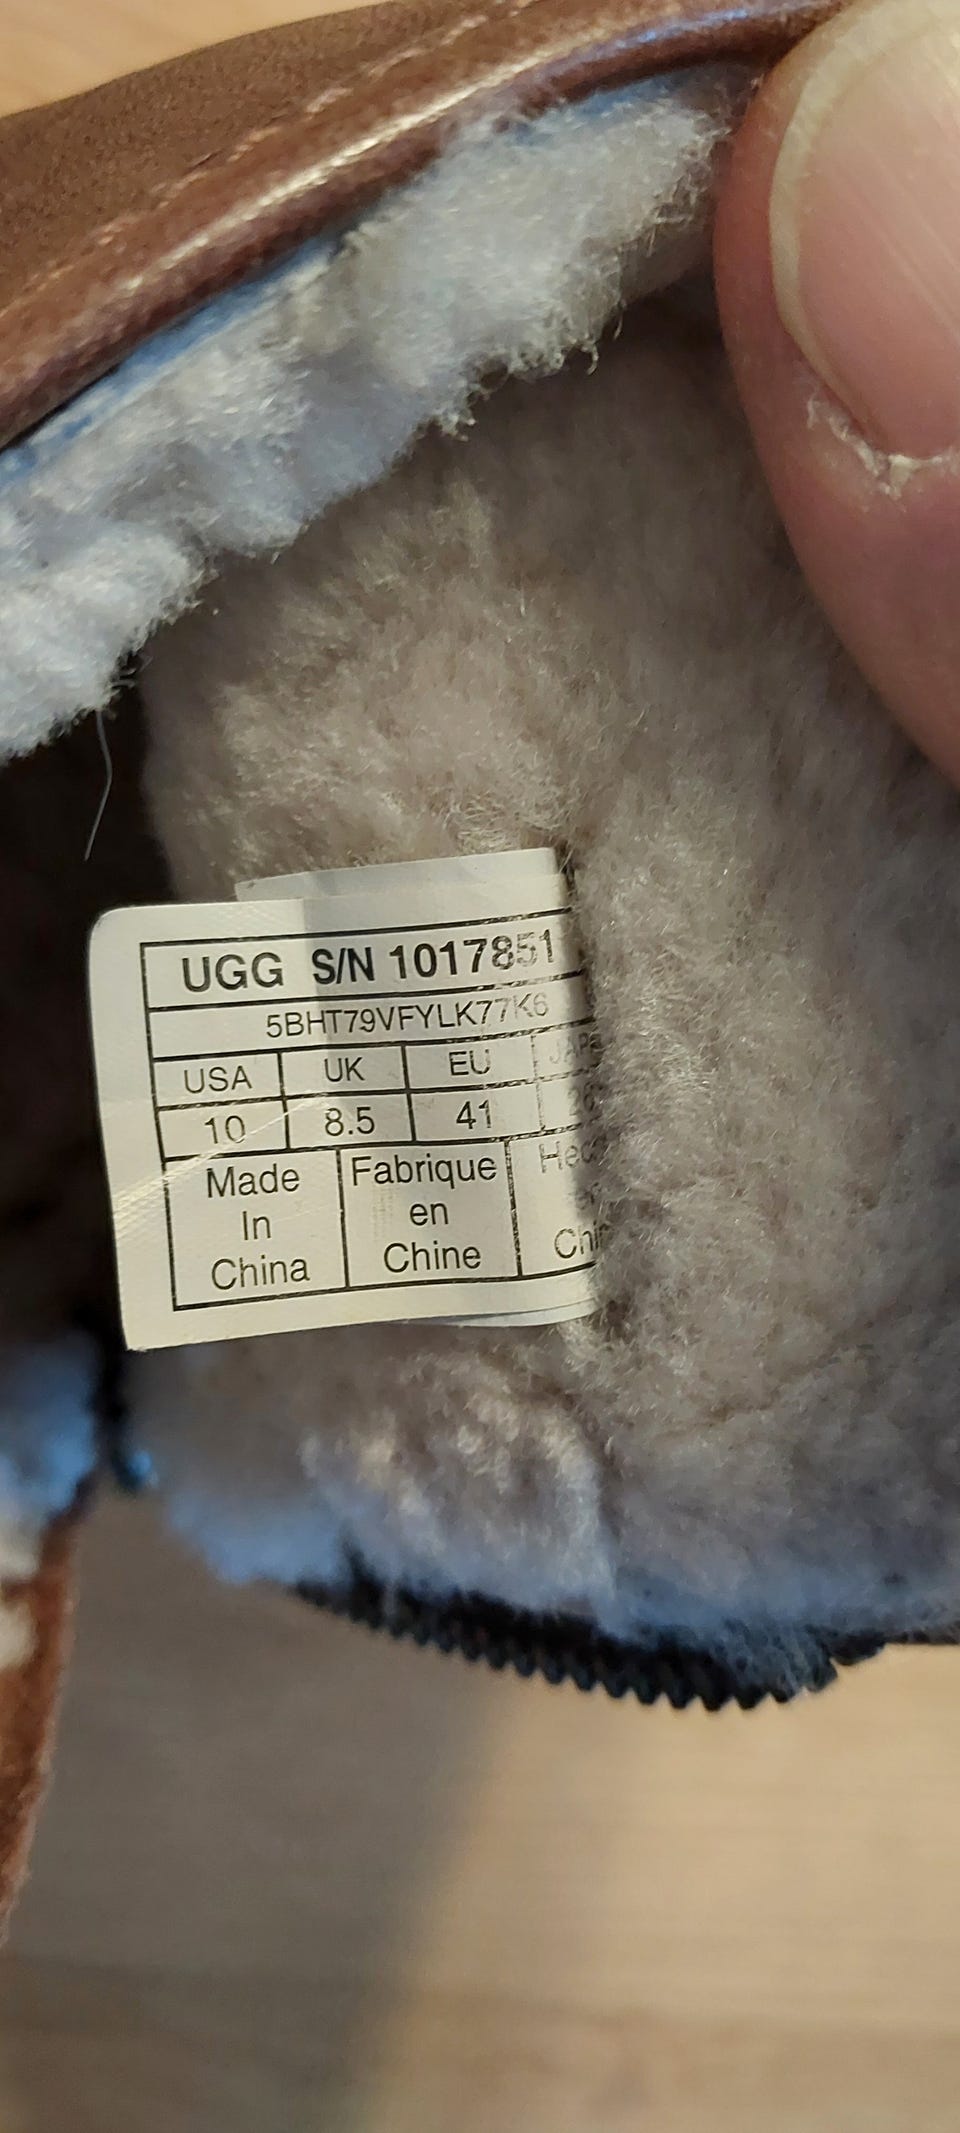 UGG S/N 1017851
5BHT79VFYLK77K6
USA UK EU
10 8.5 41
Made Fabrique
In en
China Chine